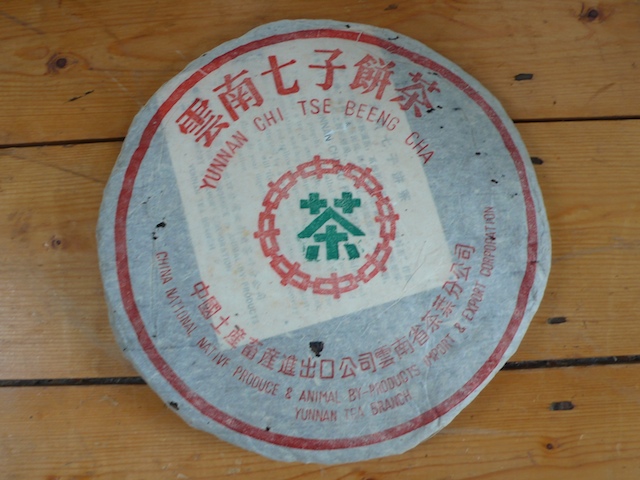 雲南七子餅茶
YUNNAN CHI TSE BEENG CHA
茶
中國土產畜產進出口公司雲南省茶葉分公司
CHINA NATIONAL NATIVE PRODUCE & ANIMAL BY-PRODUCTS IMPORT & EXPORT CORPORATION
YUNNAN TEA BRANCH